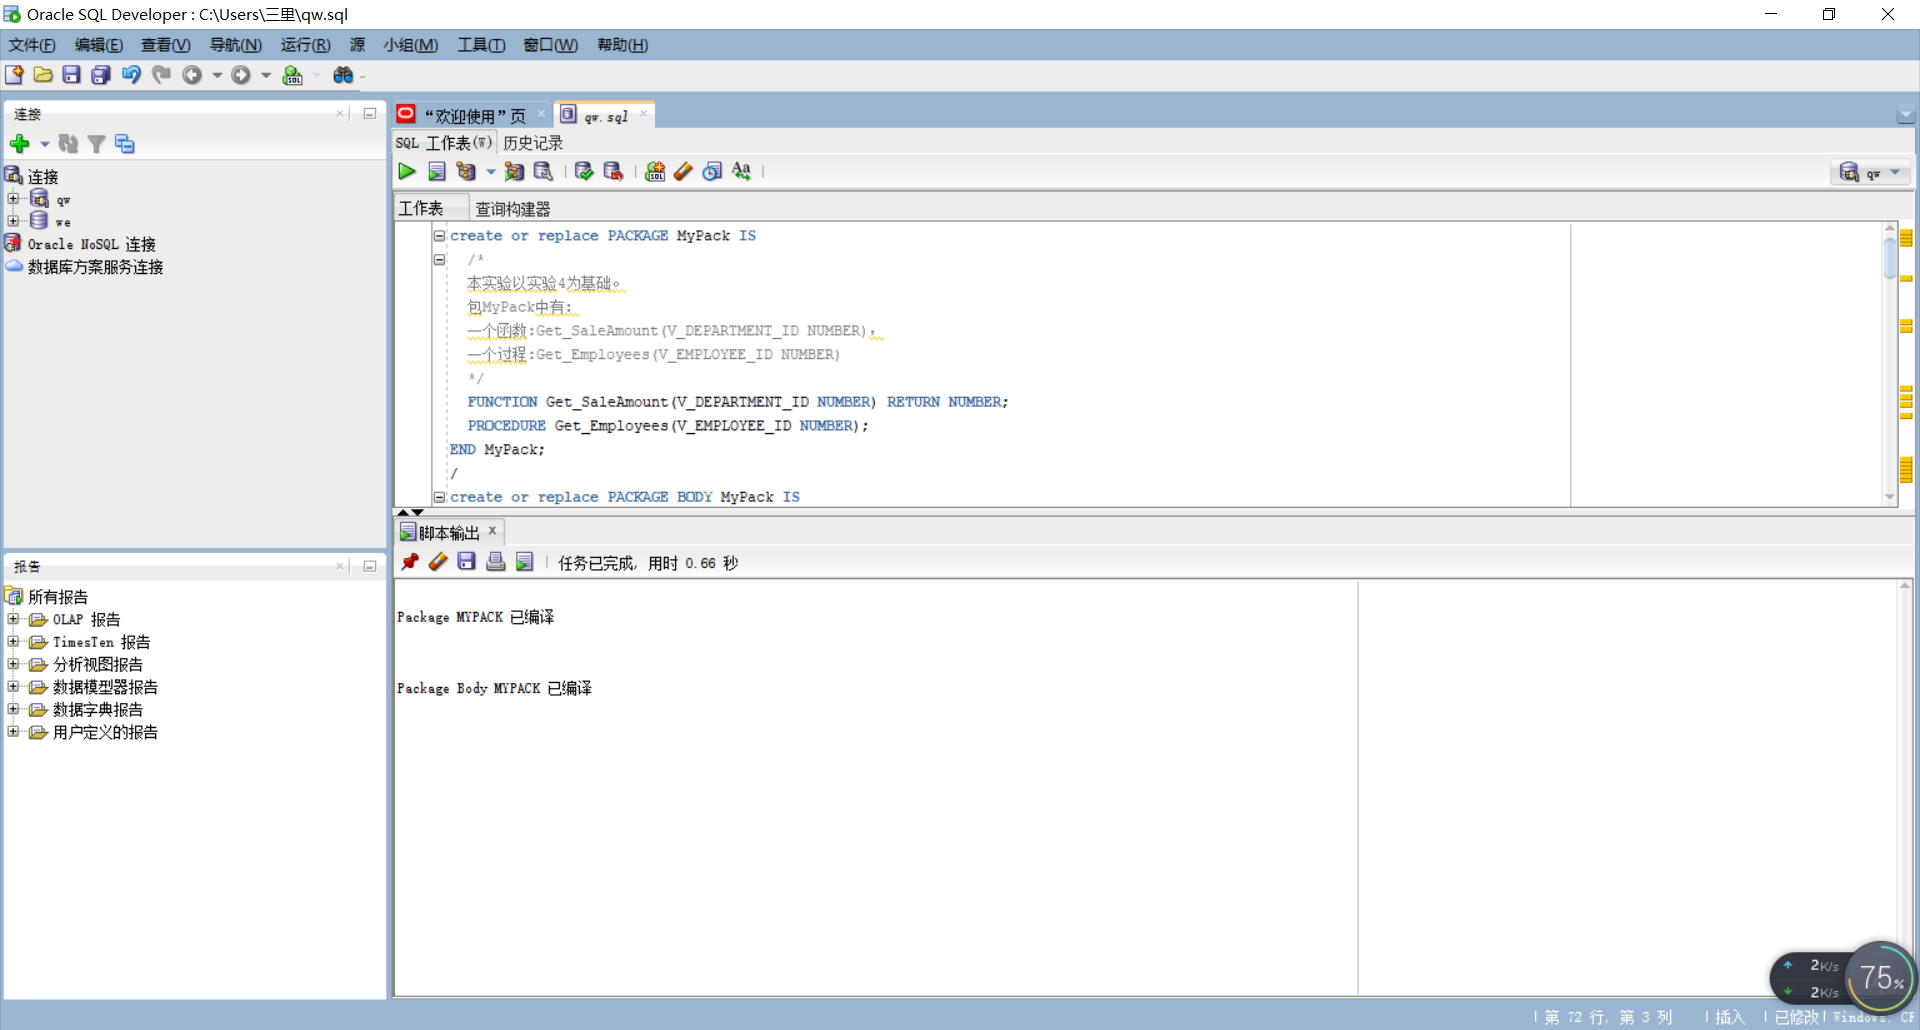 Oracle SQL Developer : C:\Users\三里\qw.sql
文件(F) 编辑(E) 查看(V) 导航(N) 运行(R) 源 小组(M) 工具(T) 窗口(W) 帮助(H)
连接
连接
qw
we
Oracle NoSQL 连接
数据库方案服务连接
报告
所有报告
OLAP 报告
TimesTen 报告
分析视图报告
数据模型器报告
数据字典报告
用户定义的报告
“欢迎使用”页 qw.sql
SQL 工作表(W) 历史记录
qw
工作表 查询构建器
create or replace PACKAGE MyPack IS
/*
本实验以实验4为基础。
包MyPack中有:
一个函数:Get_SaleAmount(V_DEPARTMENT_ID NUMBER),
一个过程:Get_Employees(V_EMPLOYEE_ID NUMBER)
*/
FUNCTION Get_SaleAmount(V_DEPARTMENT_ID NUMBER) RETURN NUMBER;
PROCEDURE Get_Employees(V_EMPLOYEE_ID NUMBER);
END MyPack;
/
create or replace PACKAGE BODY MyPack IS
脚本输出
任务已完成, 用时 0.66 秒
Package MYPACK 已编译
Package Body MYPACK 已编译
2K/s
2K/s
75%
第 72 行, 第 3 列 插入 已修改 Windows: CF